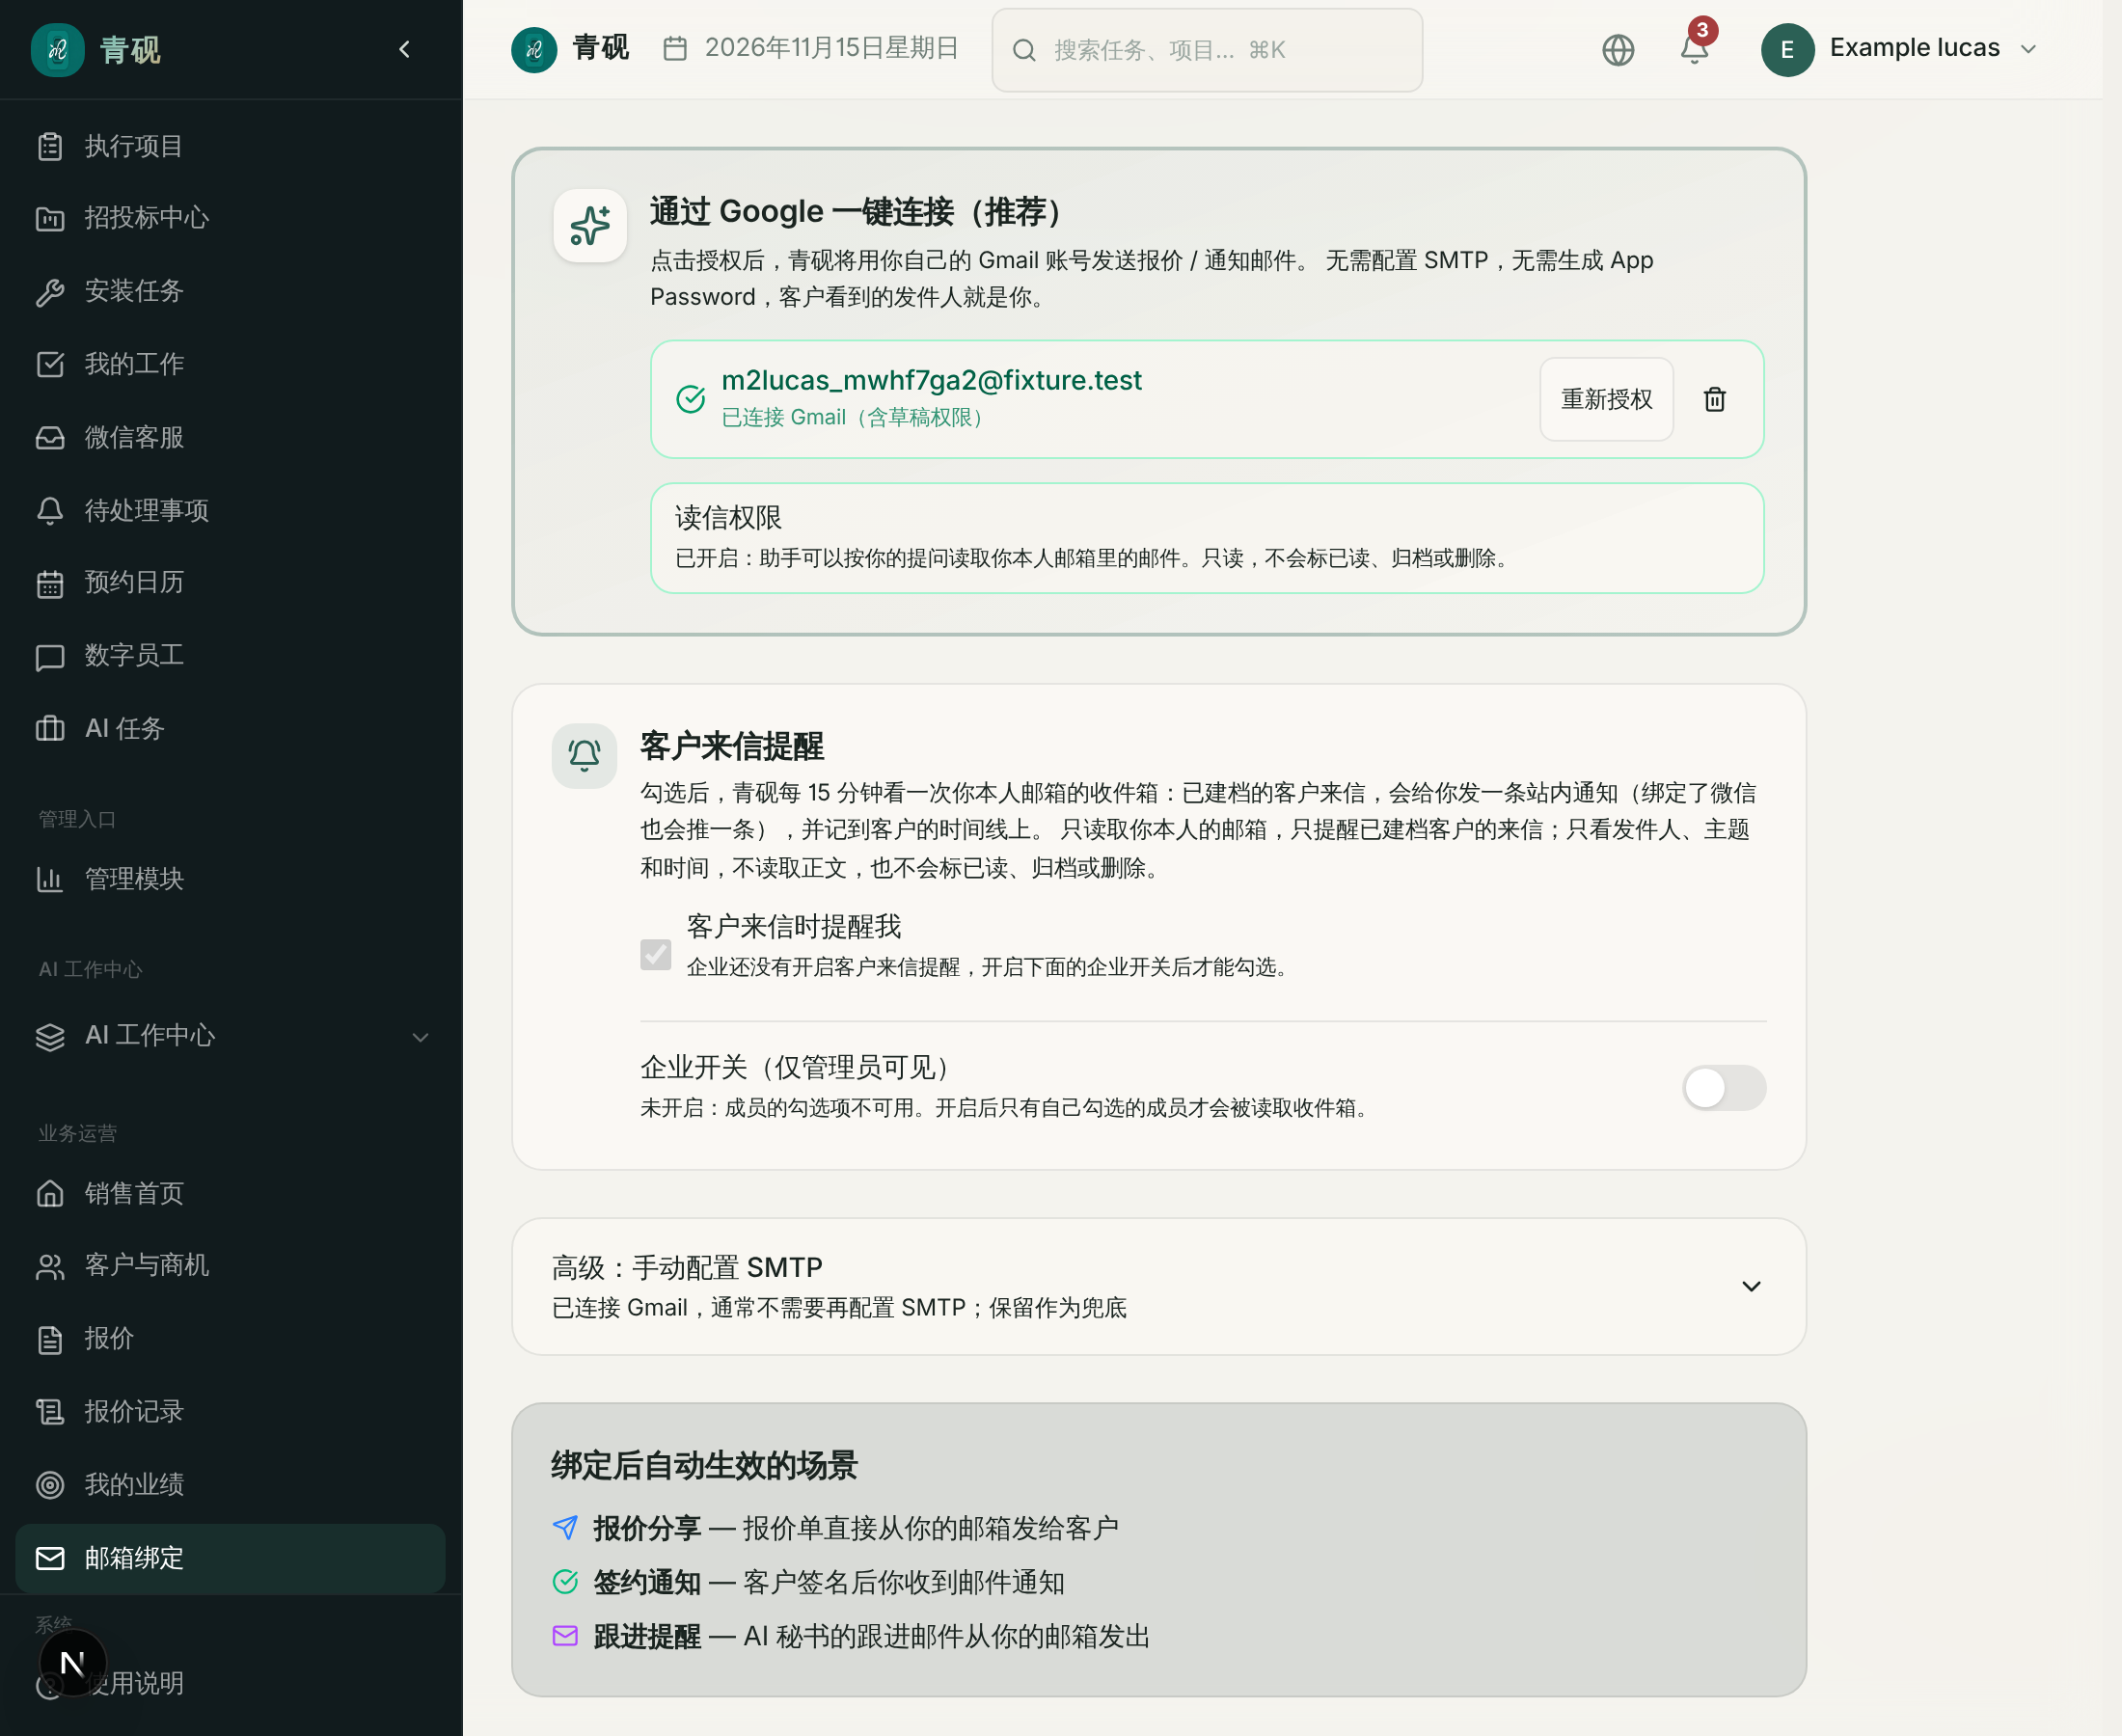 青砚
执行项目
招投标中心
安装任务
我的工作
微信客服
待处理事项
预约日历
数字员工
AI 任务
管理入口
管理模块
AI 工作中心
AI 工作中心
业务运营
销售首页
客户与商机
报价
报价记录
我的业绩
邮箱绑定
系统
N
使用说明
青砚
2026年11月15日星期日
搜索任务、项目... ⌘K
3
E
Example lucas
通过 Google 一键连接（推荐）
点击授权后，青砚将用你自己的 Gmail 账号发送报价 / 通知邮件。 无需配置 SMTP，无需生成 App
Password，客户看到的发件人就是你。
m2lucas_mwhf7ga2@fixture.test
已连接 Gmail（含草稿权限）
重新授权
读信权限
已开启：助手可以按你的提问读取你本人邮箱里的邮件。只读，不会标已读、归档或删除。
客户来信提醒
勾选后，青砚每 15 分钟看一次你本人邮箱的收件箱：已建档的客户来信，会给你发一条站内通知（绑定了微信
也会推一条），并记到客户的时间线上。 只读取你本人的邮箱，只提醒已建档客户的来信；只看发件人、主题
和时间，不读取正文，也不会标已读、归档或删除。
客户来信时提醒我
企业还没有开启客户来信提醒，开启下面的企业开关后才能勾选。
企业开关（仅管理员可见）
未开启：成员的勾选项不可用。开启后只有自己勾选的成员才会被读取收件箱。
高级：手动配置 SMTP
已连接 Gmail，通常不需要再配置 SMTP；保留作为兜底
绑定后自动生效的场景
报价分享 — 报价单直接从你的邮箱发给客户
签约通知 — 客户签名后你收到邮件通知
跟进提醒 — AI 秘书的跟进邮件从你的邮箱发出